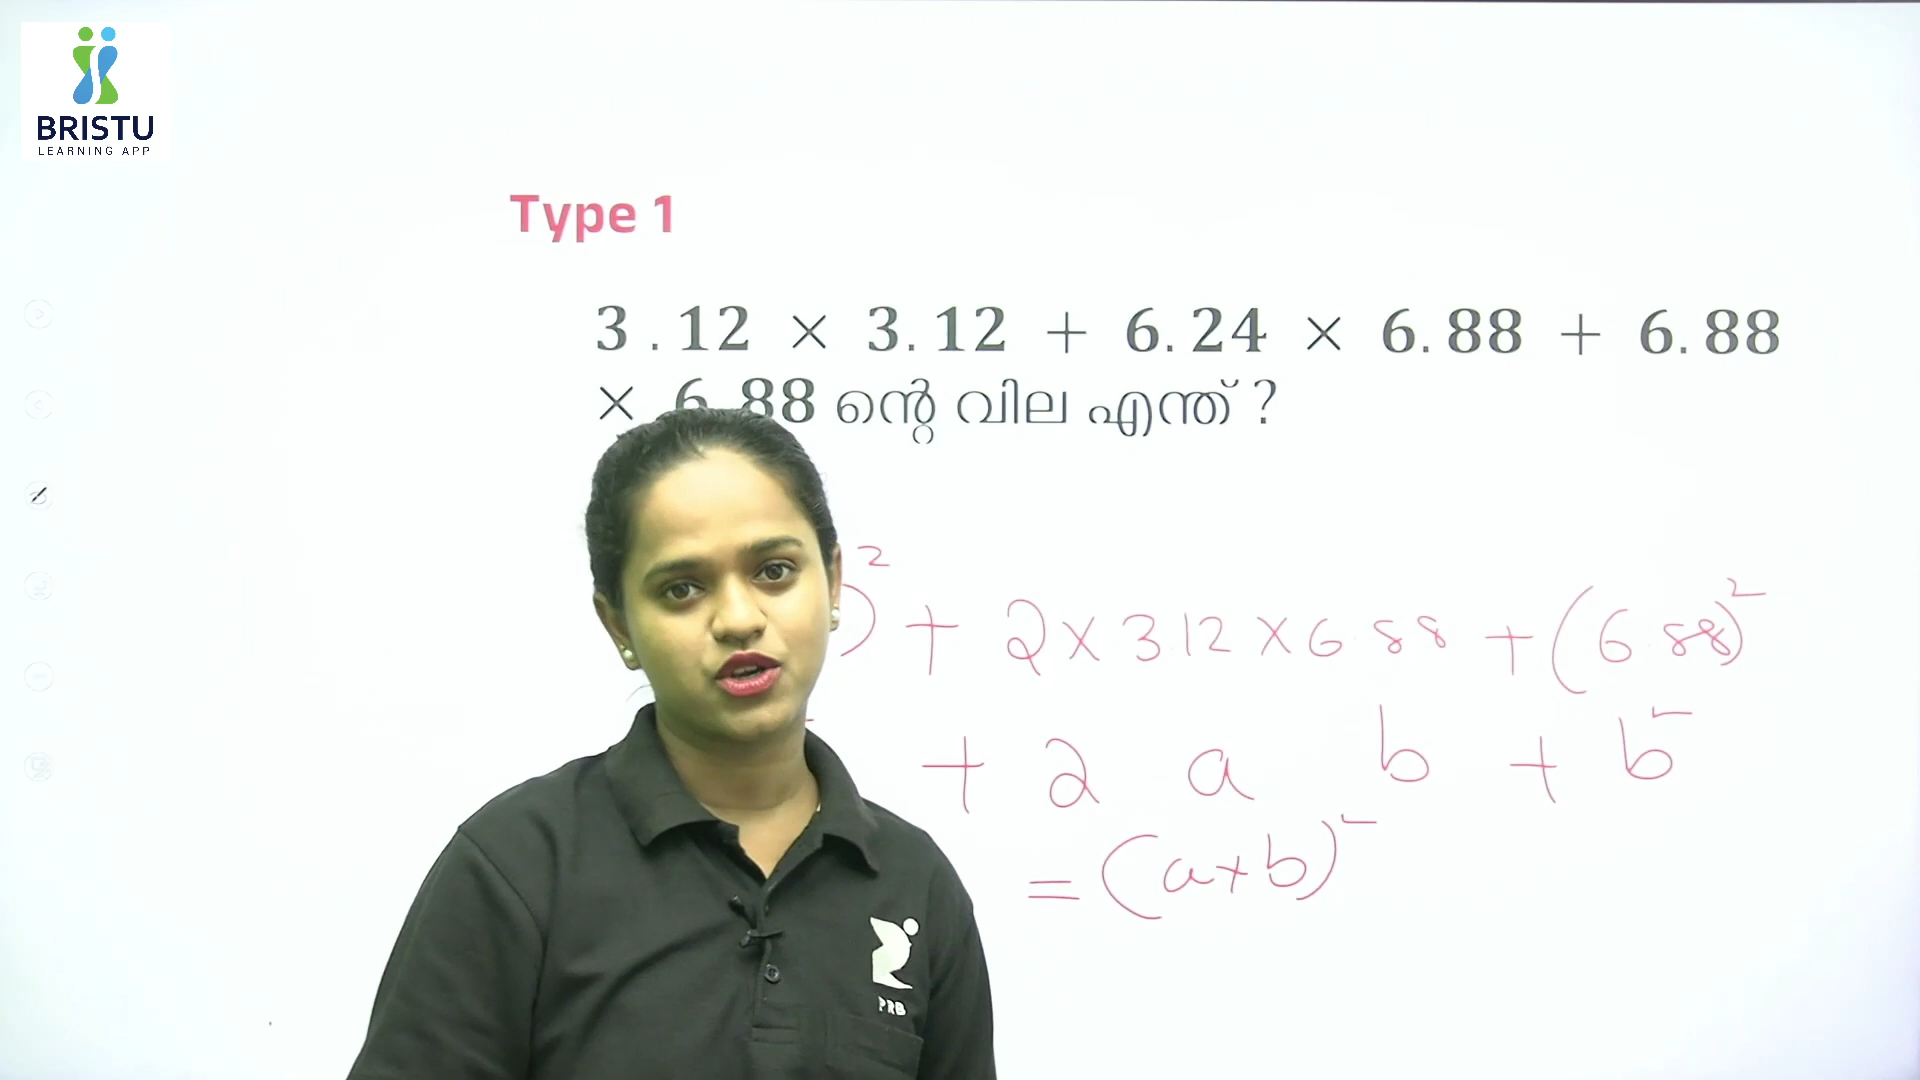 BRISTU
LEARNING APP
Type 1
3.12 × 3.12 + 6.24 × 6.88 + 6.88
× 6.88 ന്റെ വില എന്ത് ?
)² + 2 × 3.12 × 6.88 + (6.88)²
+ 2 a b + b²
= (a+b)²
PRB